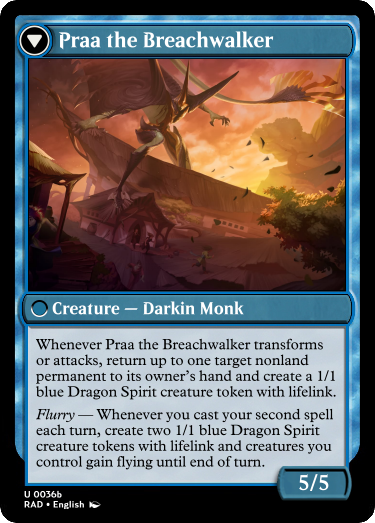 Praa the Breachwalker
Creature — Darkin Monk
Whenever Praa the Breachwalker transforms
or attacks, return up to one target nonland
permanent to its owner's hand and create a 1/1
blue Dragon Spirit creature token with lifelink.
Flurry — Whenever you cast your second spell
each turn, create two 1/1 blue Dragon Spirit
creature tokens with lifelink and creatures you
control gain flying until end of turn.
5/5
U 0036b
RAD • English